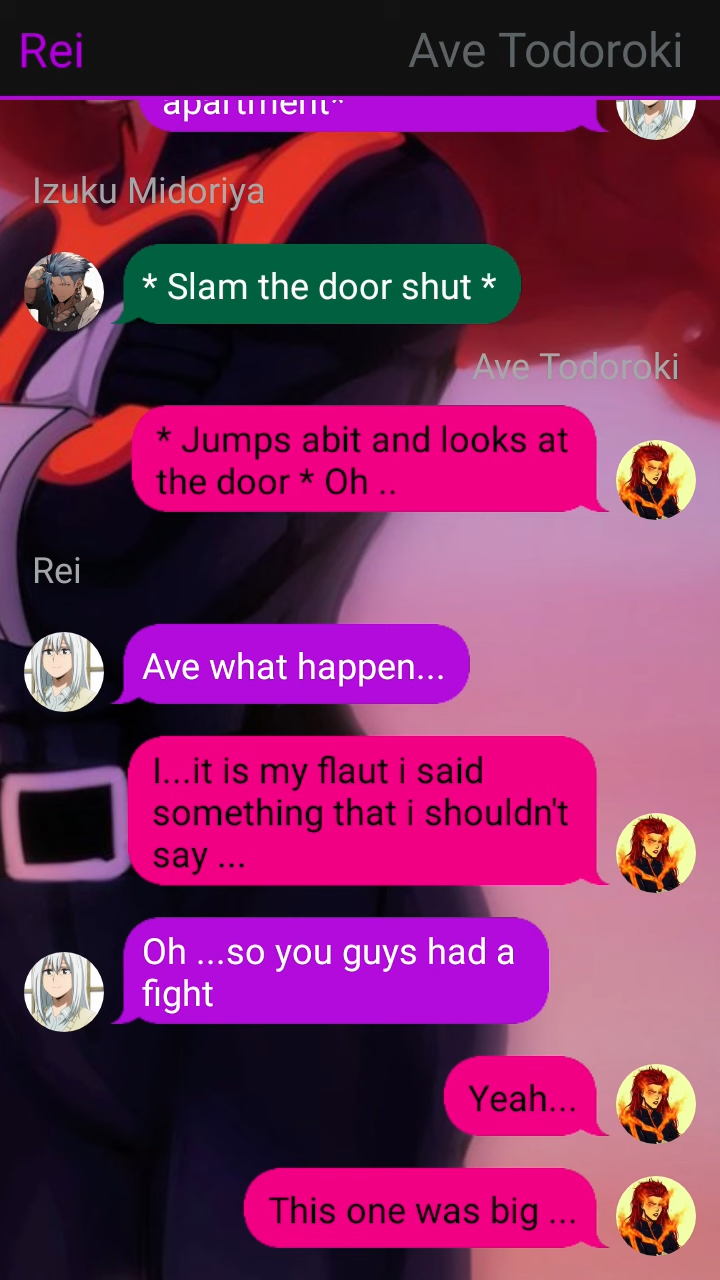 Rei
Ave Todoroki
apartment*
Izuku Midoriya
* Slam the door shut *
Ave Todoroki
* Jumps abit and looks at
the door * Oh ..
Rei
Ave what happen...
I...it is my flaut i said
something that i shouldn't
say ...
Oh ...so you guys had a
fight
Yeah...
This one was big ...